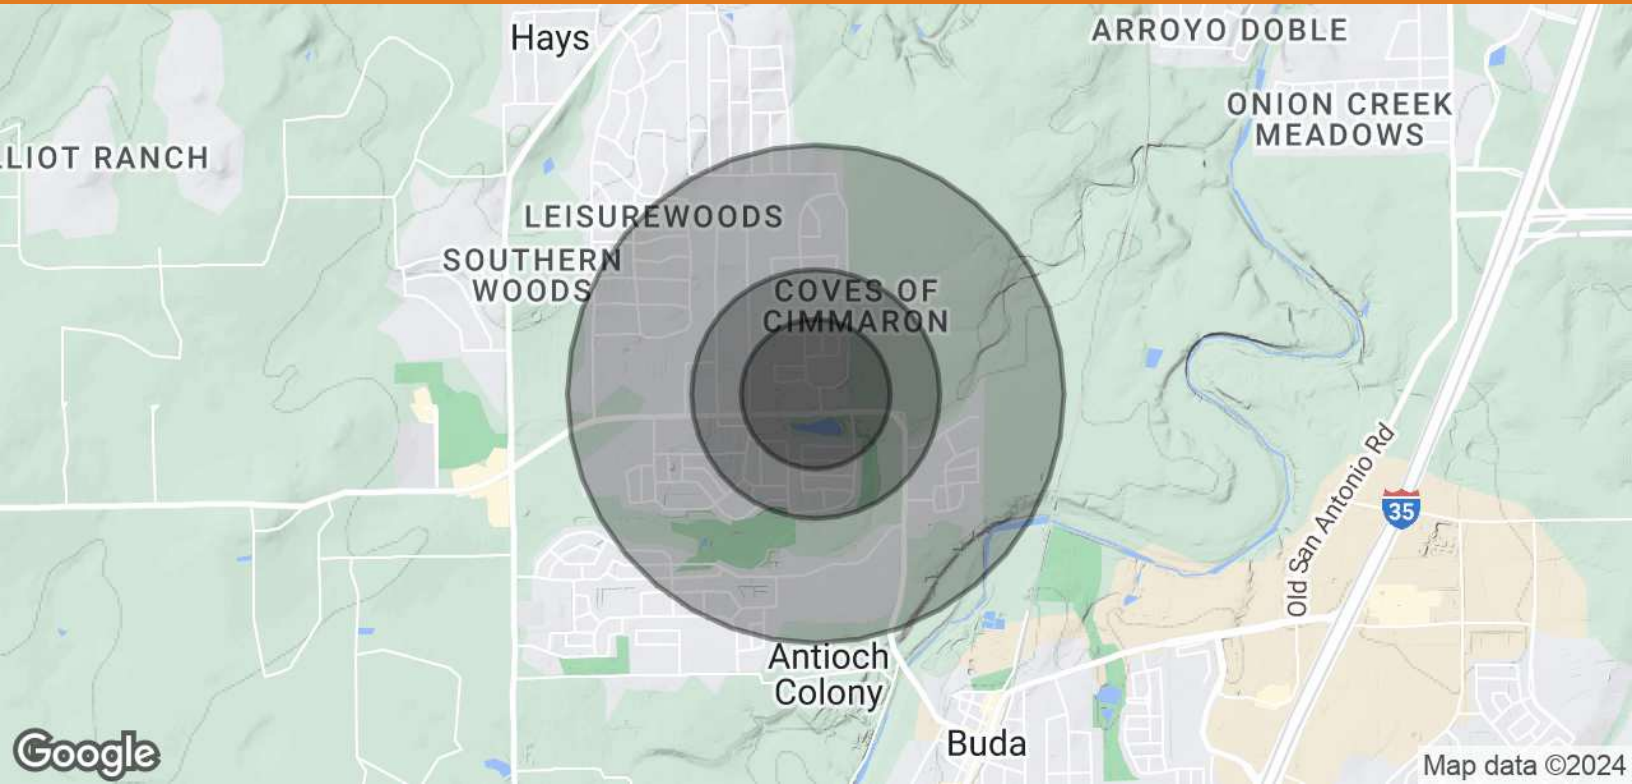 Hays
ARROYO DOBLE
ONION CREEK
MEADOWS
LLIOT RANCH
LEISUREWOODS
SOUTHERN
WOODS
COVES OF
CIMMARON
Old San Antonio Rd
35
Antioch
Colony
Buda
Google
Map data ©2024